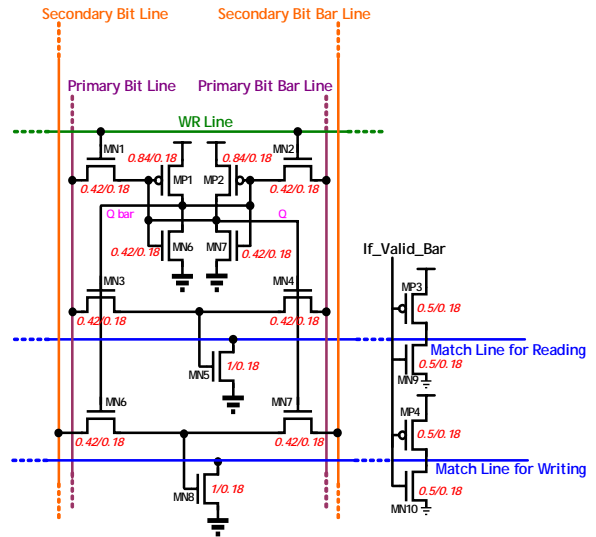 Secondary Bit Line
Secondary Bit Bar Line
Primary Bit Line
Primary Bit Bar Line
WR Line
MN1
0.84/0.18
0.84/0.18
MN2
MP1
MP2
0.42/0.18
0.42/0.18
Q bar
Q
MN6
MN7
0.42/0.18
0.42/0.18
If_Valid_Bar
MN3
MN4
MP3
0.5/0.18
0.42/0.18
0.42/0.18
Match Line for Reading
MN5
1/0.18
0.5/0.18
MN9
MN6
MN7
MP4
0.5/0.18
0.42/0.18
0.42/0.18
Match Line for Writing
MN8
1/0.18
0.5/0.18
MN10